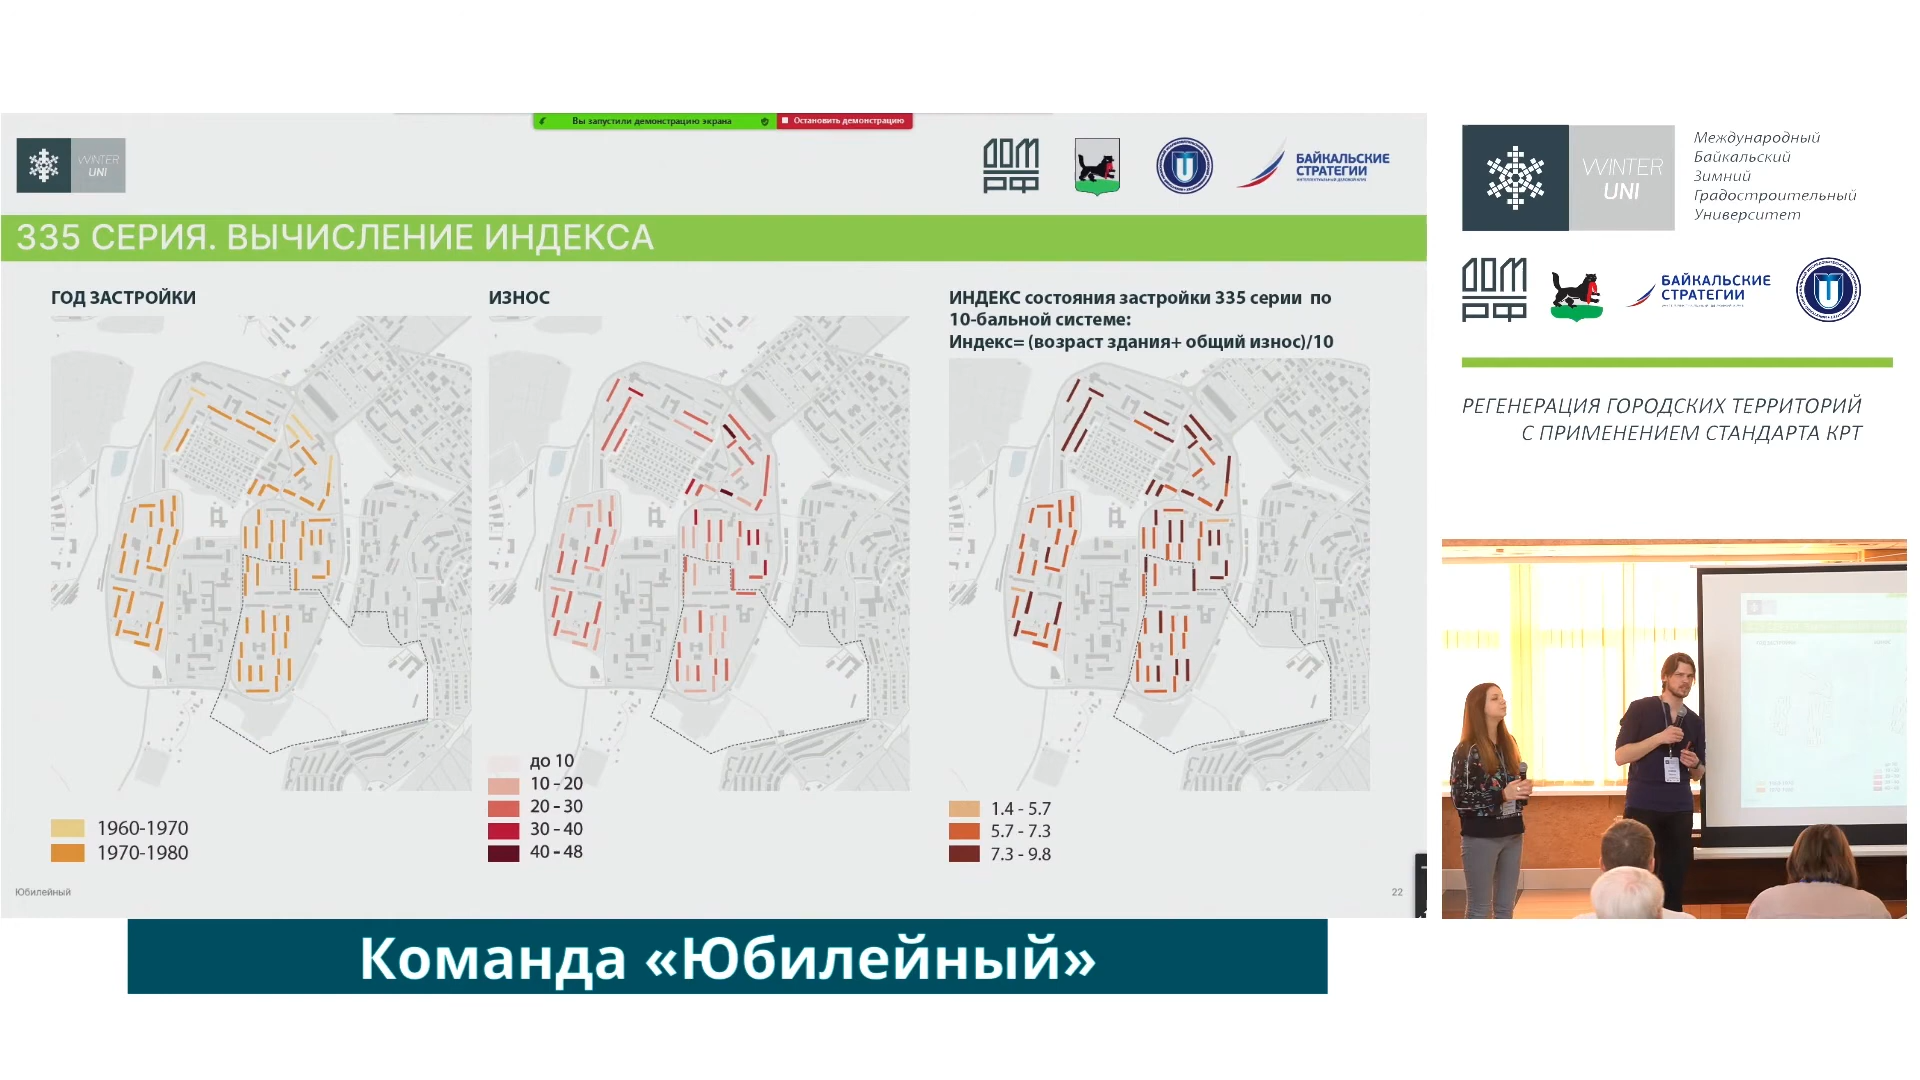 Вы запустили демонстрацию экрана
Остановить демонстрацию
WINTER
UNI
ДОМ
РФ
БАЙКАЛЬСКИЕ
СТРАТЕГИИ
335 СЕРИЯ. ВЫЧИСЛЕНИЕ ИНДЕКСА
ГОД ЗАСТРОЙКИ
1960-1970
1970-1980
ИЗНОС
до 10
10 - 20
20 - 30
30 - 40
40 - 48
ИНДЕКС состояния застройки 335 серии по
10-бальной системе:
Индекс= (возраст здания+ общий износ)/10
1.4 - 5.7
5.7 - 7.3
7.3 - 9.8
Юбилейный
22
Команда «Юбилейный»
WINTER
UNI
Международный
Байкальский
Зимний
Градостроительный
Университет
ДОМ
РФ
БАЙКАЛЬСКИЕ
СТРАТЕГИИ
РЕГЕНЕРАЦИЯ ГОРОДСКИХ ТЕРРИТОРИЙ
С ПРИМЕНЕНИЕМ СТАНДАРТА КРТ